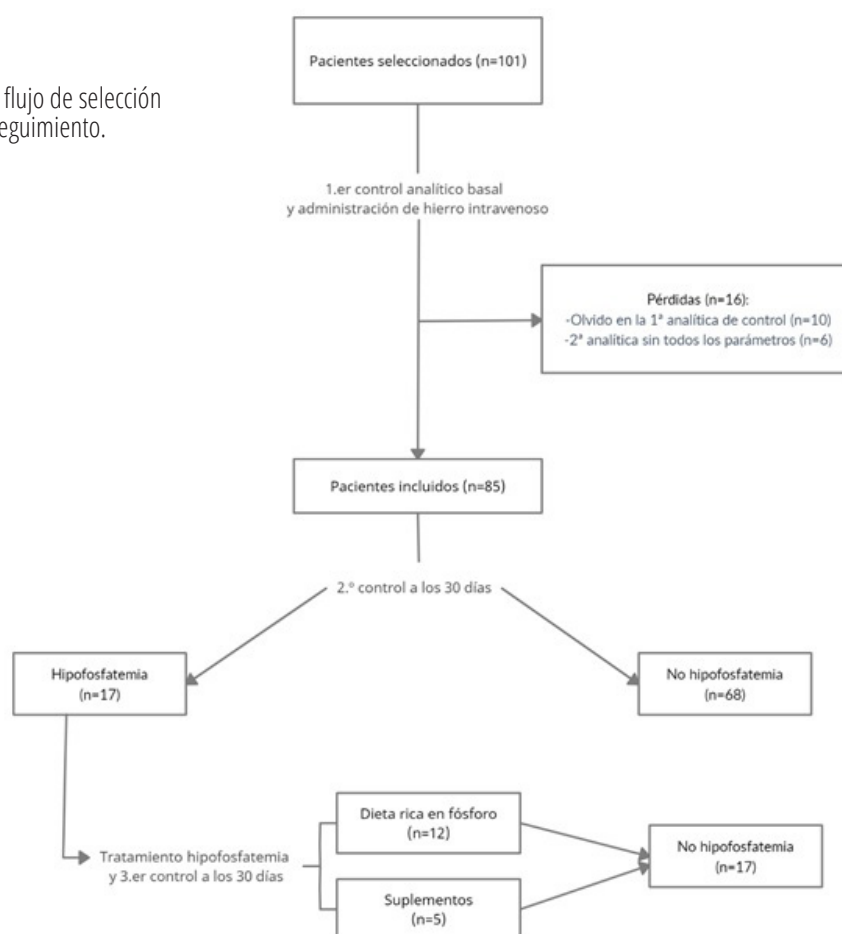 Pacientes seleccionados (n=101)
flujo de selección
eguimiento.
1.er control analítico basal
y administración de hierro intravenoso
Pérdidas (n=16):
-Olvido en la 1ª analítica de control (n=10)
-2ª analítica sin todos los parámetros (n=6)
Pacientes incluidos (n=85)
2.º control a los 30 días
Hipofosfatemia
(n=17)
No hipofosfatemia
(n=68)
Dieta rica en fósforo
(n=12)
Tratamiento hipofosfatemia
y 3.er control a los 30 días
No hipofosfatemia
(n=17)
Suplementos
(n=5)